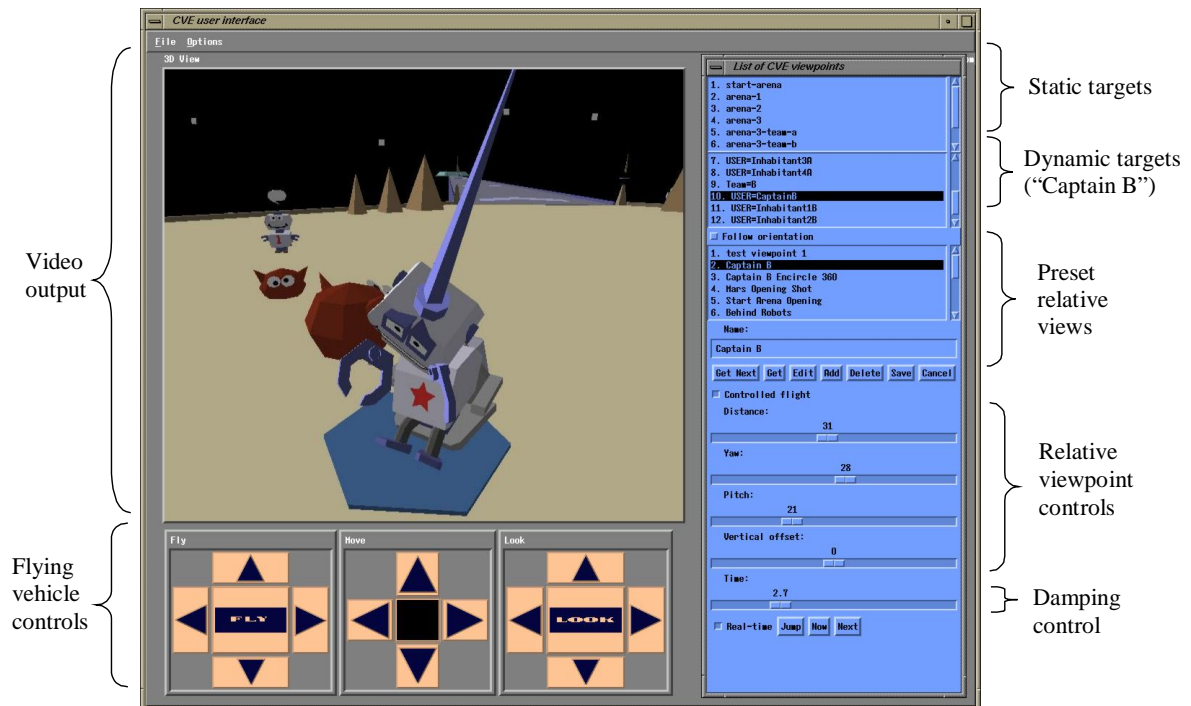 CVE user interface
File Options
3D View
List of CVE viewpoints
1. start-arena
2. arena-1
3. arena-2
4. arena-3
5. arena-3-team-a
6. arena-3-team-b
7. USER=Inhabitant3A
8. USER=Inhabitant4A
9. Team=B
10. USER=CaptainB
11. USER=Inhabitant1B
12. USER=Inhabitant2B
Follow orientation
1. test viewpoint 1
2. Captain B
3. Captain B Encircle 360
4. Mars Opening Shot
5. Start Arena Opening
6. Behind Robots
Name:
Captain B
Get Next Get Edit Add Delete Save Cancel
Controlled flight
Distance:
31
Yaw:
28
Pitch:
21
Vertical offset:
0
Time:
2.7
Real-time Jump Now Next
1
Fly
FLY
Move
Look
LOOK
Video
output
Flying
vehicle
controls
Static targets
Dynamic targets
(“Captain B”)
Preset
relative
views
Relative
viewpoint
controls
Damping
control